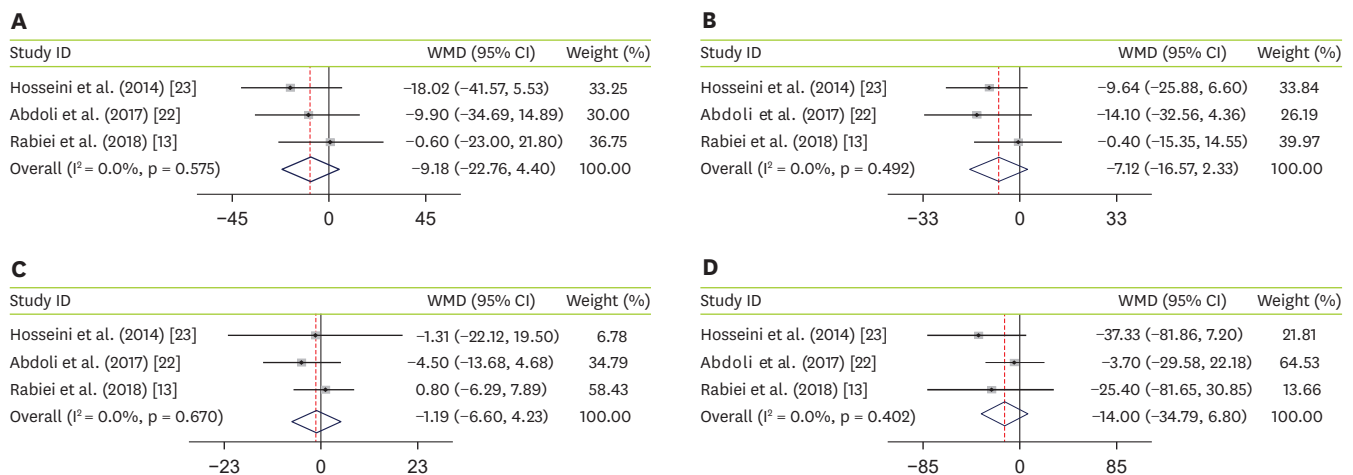 A
Study ID WMD (95% CI) Weight (%)
Hosseini et al. (2014) [23] −18.02 (−41.57, 5.53) 33.25
Abdoli et al. (2017) [22] −9.90 (−34.69, 14.89) 30.00
Rabiei et al. (2018) [13] −0.60 (−23.00, 21.80) 36.75
Overall (I² = 0.0%, p = 0.575) −9.18 (−22.76, 4.40) 100.00
−45 0 45
B
Study ID WMD (95% CI) Weight (%)
Hosseini et al. (2014) [23] −9.64 (−25.88, 6.60) 33.84
Abdoli et al. (2017) [22] −14.10 (−32.56, 4.36) 26.19
Rabiei et al. (2018) [13] −0.40 (−15.35, 14.55) 39.97
Overall (I² = 0.0%, p = 0.492) −7.12 (−16.57, 2.33) 100.00
−33 0 33
C
Study ID WMD (95% CI) Weight (%)
Hosseini et al. (2014) [23] −1.31 (−22.12, 19.50) 6.78
Abdoli et al. (2017) [22] −4.50 (−13.68, 4.68) 34.79
Rabiei et al. (2018) [13] 0.80 (−6.29, 7.89) 58.43
Overall (I² = 0.0%, p = 0.670) −1.19 (−6.60, 4.23) 100.00
−23 0 23
D
Study ID WMD (95% CI) Weight (%)
Hosseini et al. (2014) [23] −37.33 (−81.86, 7.20) 21.81
Abdoli et al. (2017) [22] −3.70 (−29.58, 22.18) 64.53
Rabiei et al. (2018) [13] −25.40 (−81.65, 30.85) 13.66
Overall (I² = 0.0%, p = 0.402) −14.00 (−34.79, 6.80) 100.00
−85 0 85